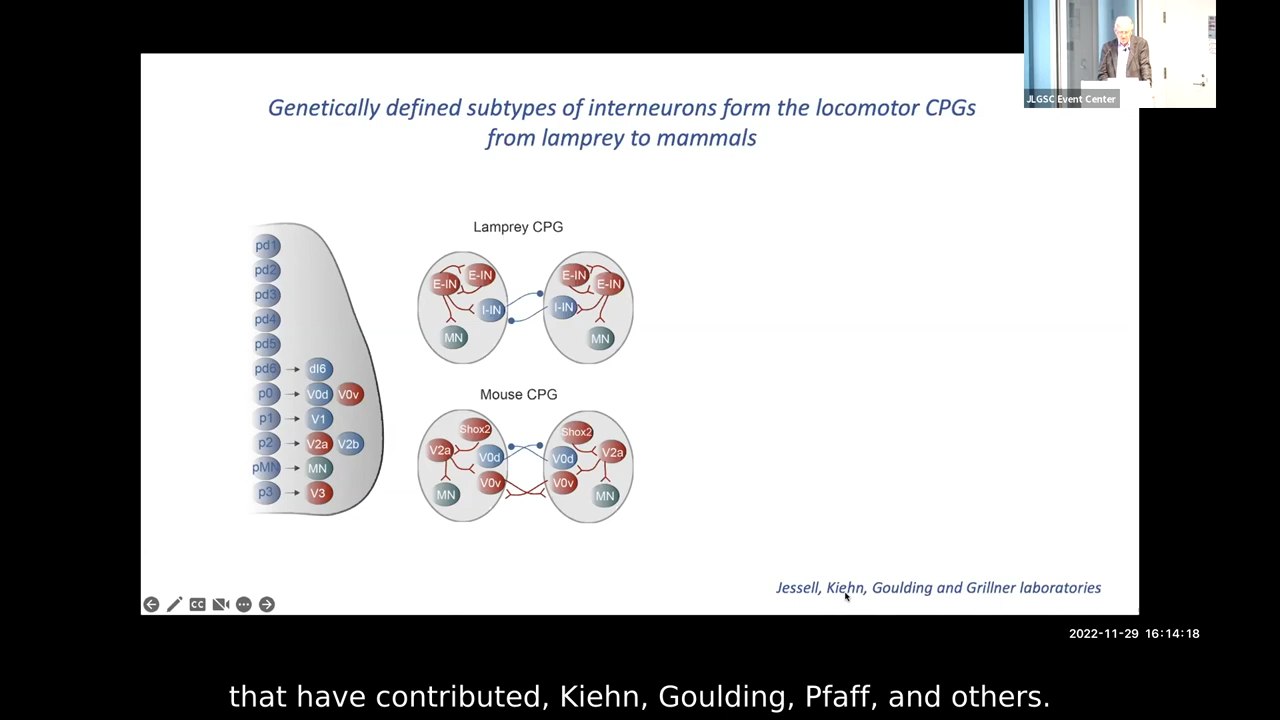 JLGSC Event Center
Genetically defined subtypes of interneurons form the locomotor CPGs
from lamprey to mammals
pd1
pd2
pd3
pd4
pd5
pd6 dI6
p0 V0d V0v
p1 V1
p2 V2a V2b
pMN MN
p3 V3
Lamprey CPG
E-IN E-IN E-IN E-IN
I-IN I-IN
MN MN
Mouse CPG
Shox2 Shox2
V2a V0d V0d V2a
V0v V0v
MN MN
Jessell, Kiehn, Goulding and Grillner laboratories
CC
2022-11-29 16:14:18
that have contributed, Kiehn, Goulding, Pfaff, and others.